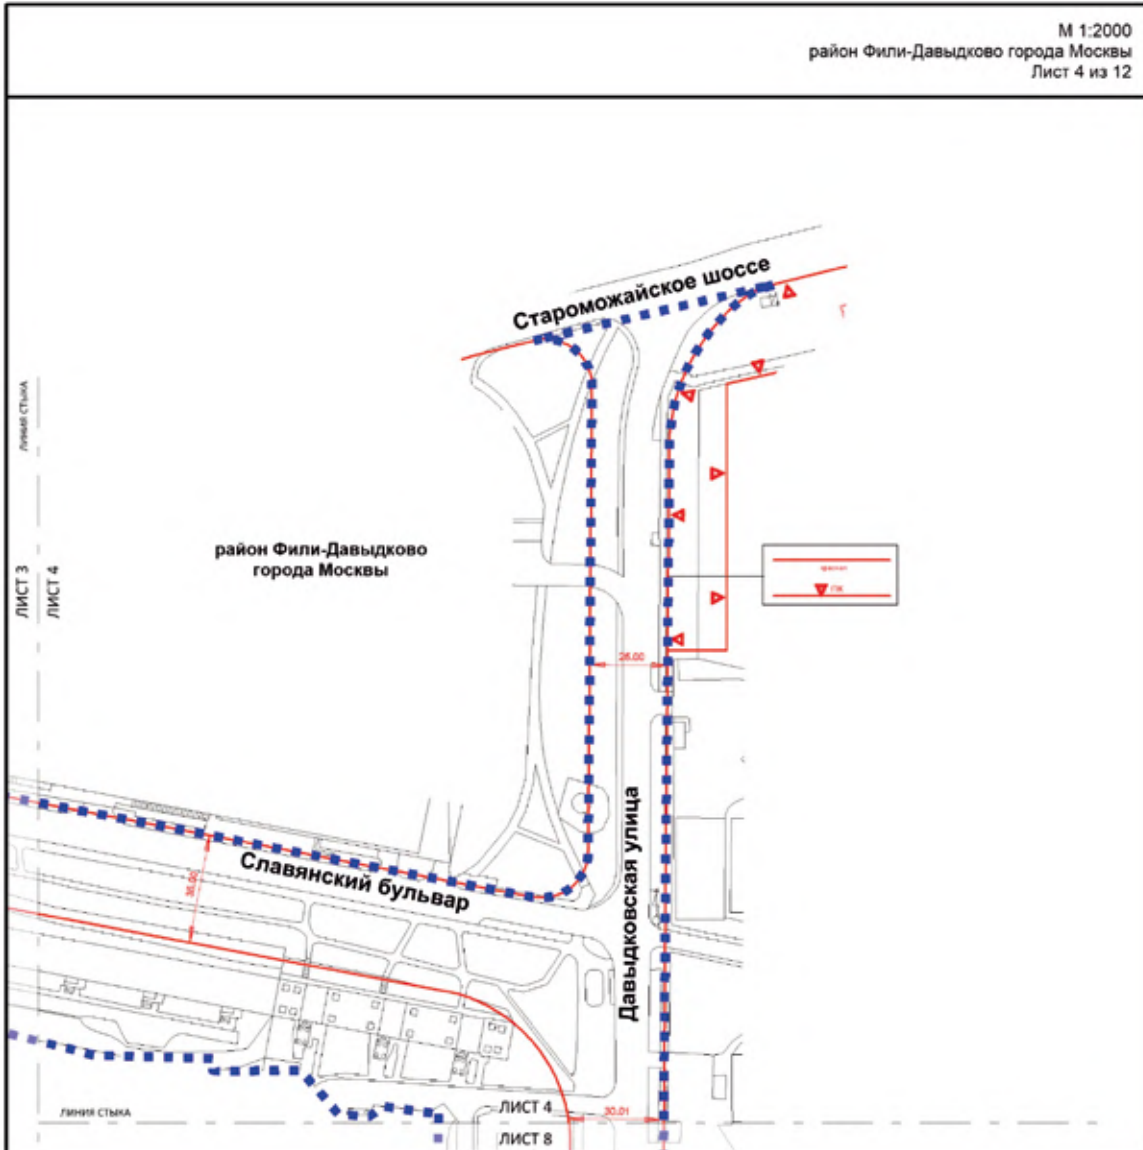 М 1:2000
район Фили-Давыдково города Москвы
Лист 4 из 12
Староможайское шоссе
ЛИНИЯ СТЫКА
район Фили-Давыдково
города Москвы
ЛИСТ 3
ЛИСТ 4
ПК
Славянский бульвар
35.00
Давыдковская улица
ЛИНИЯ СТЫКА
ЛИСТ 4
30.01
ЛИСТ 8